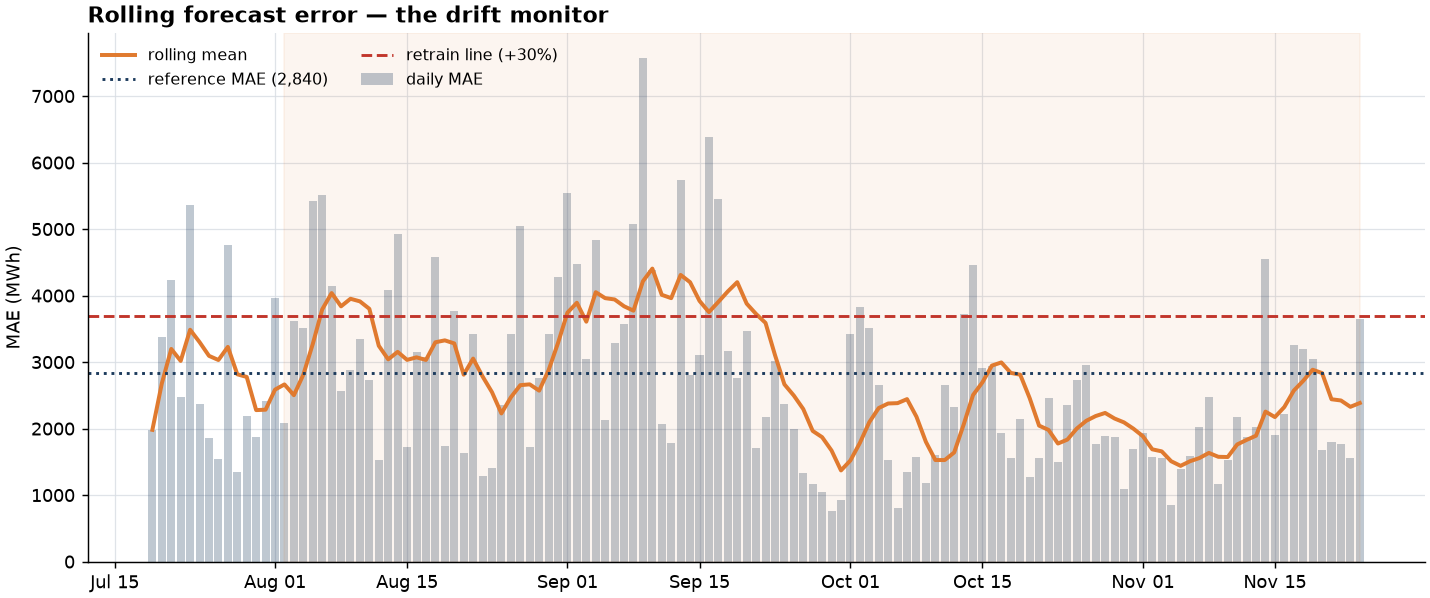 Rolling forecast error — the drift monitor
rolling mean
reference MAE (2,840)
retrain line (+30%)
daily MAE
MAE (MWh)
7000
6000
5000
4000
3000
2000
1000
0
Jul 15
Aug 01
Aug 15
Sep 01
Sep 15
Oct 01
Oct 15
Nov 01
Nov 15